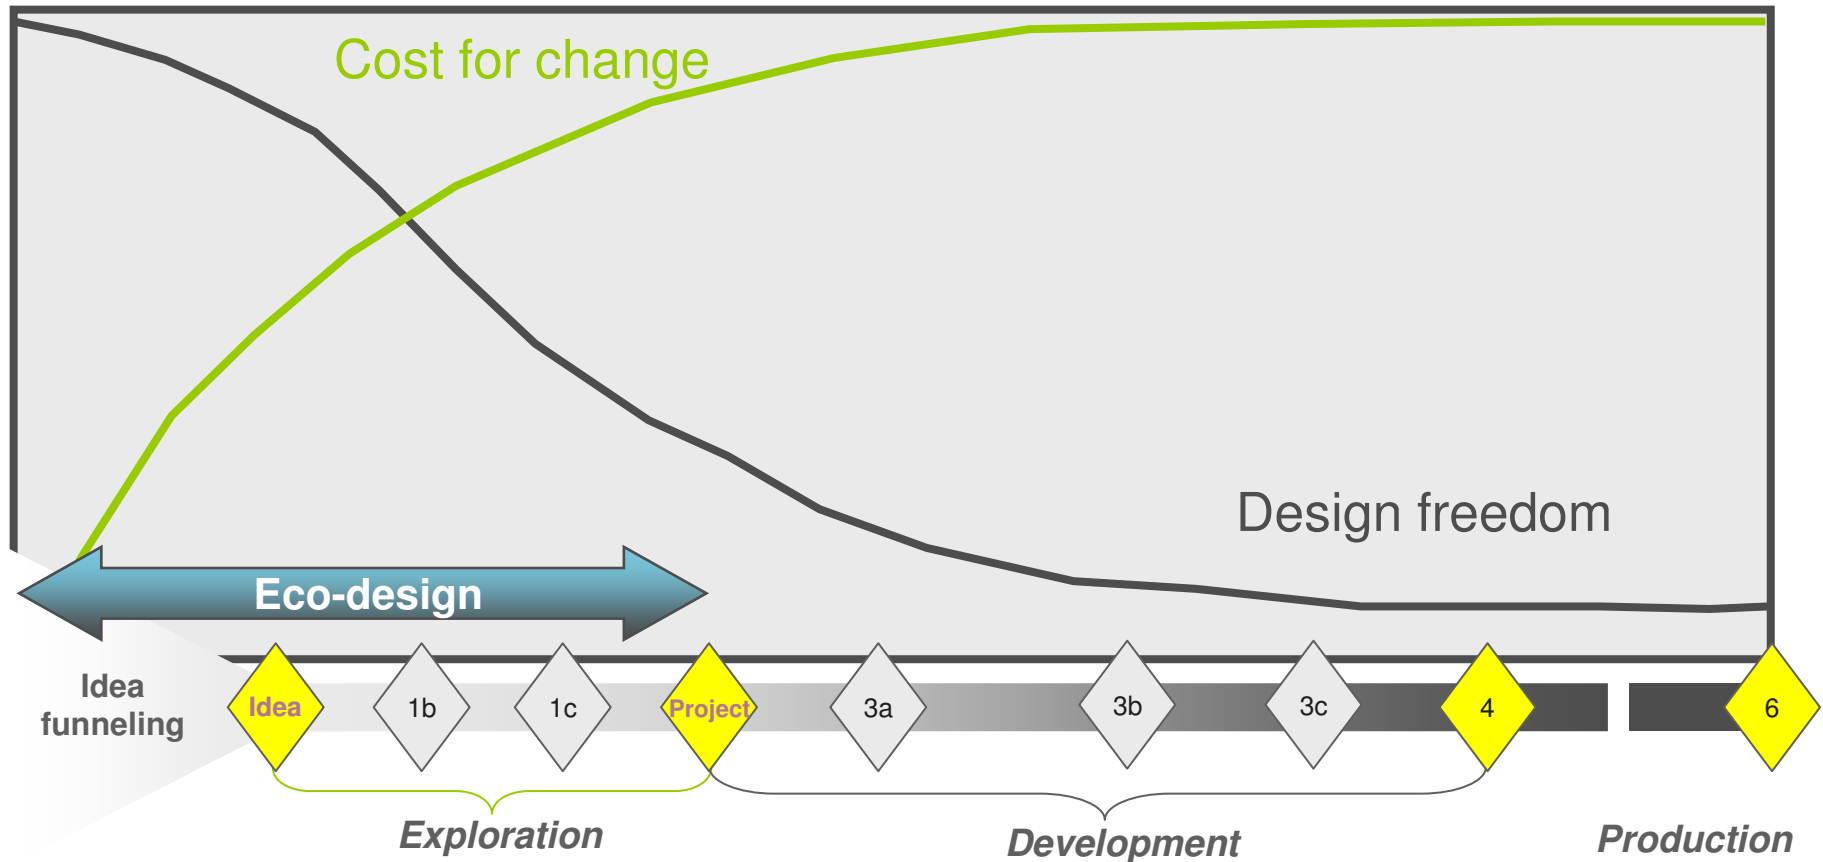 Cost for change
Design freedom
Eco-design
Idea
funneling
Idea
1b
1c
Project
3a
3b
3c
4
6
Exploration
Development
Production